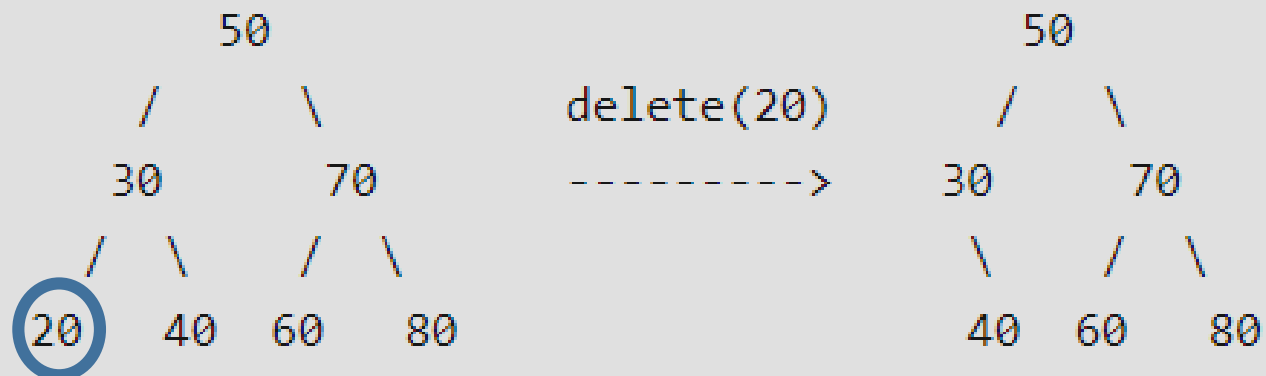 50                    50
/ \    delete(20)    / \
30 70    --------->    30 70
/ \ / \    \ / \
20 40 60 80    40 60 80